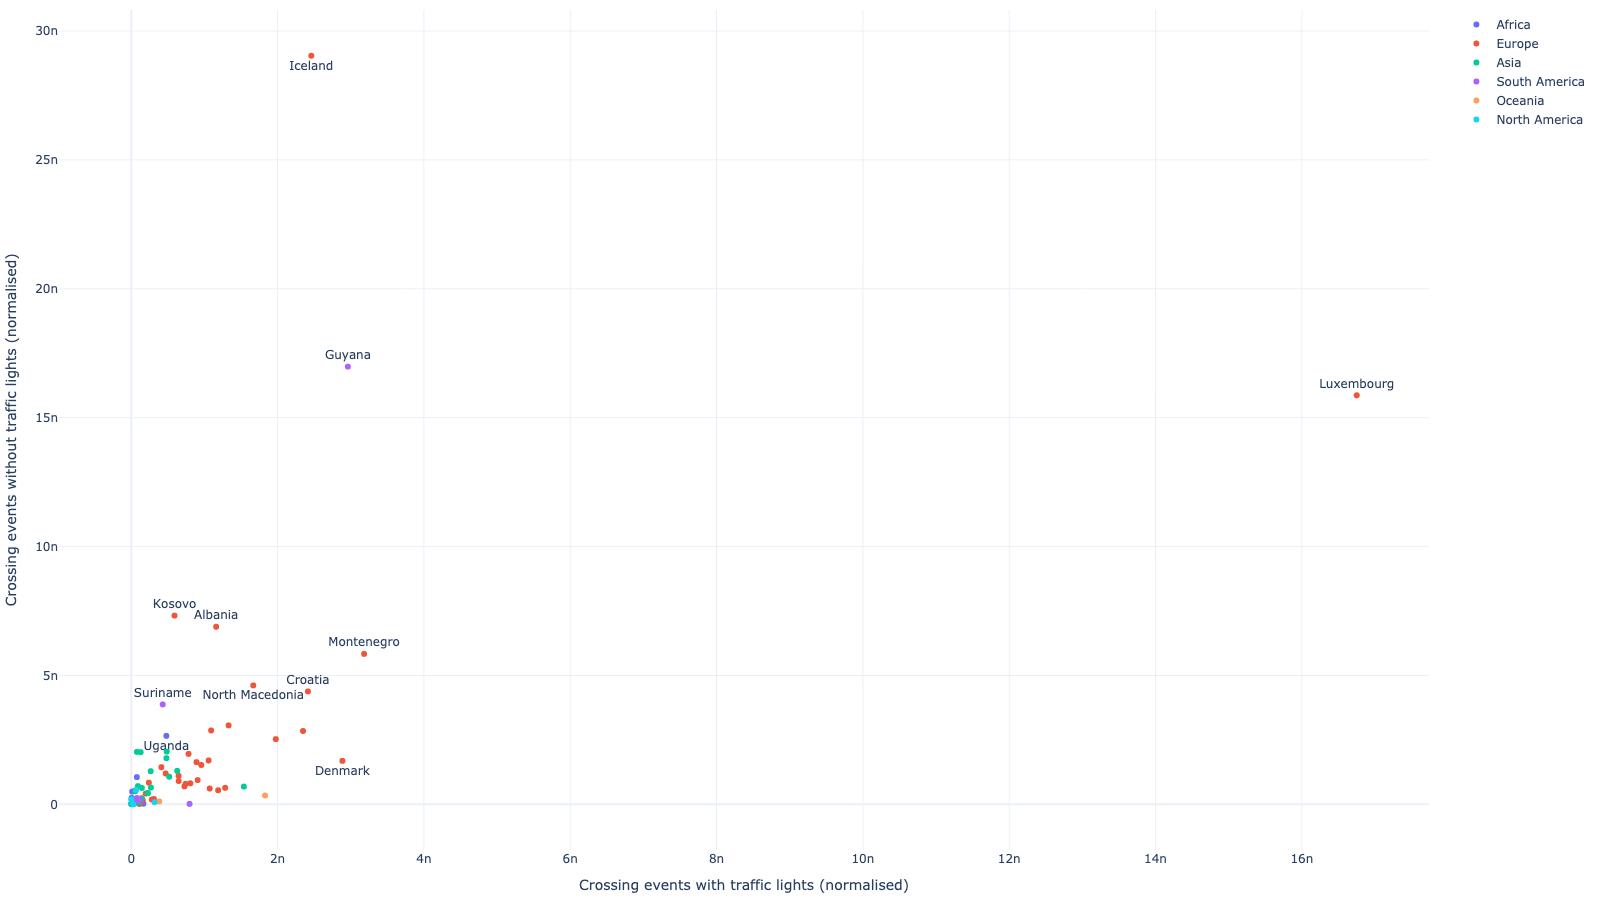 30n
25n
20n
15n
10n
5n
0
Crossing events without traffic lights (normalised)
Iceland
Guyana
Luxembourg
Kosovo
Albania
Montenegro
Croatia
North Macedonia
Suriname
Uganda
Denmark
0
2n
4n
6n
8n
10n
12n
14n
16n
Crossing events with traffic lights (normalised)
Africa
Europe
Asia
South America
Oceania
North America